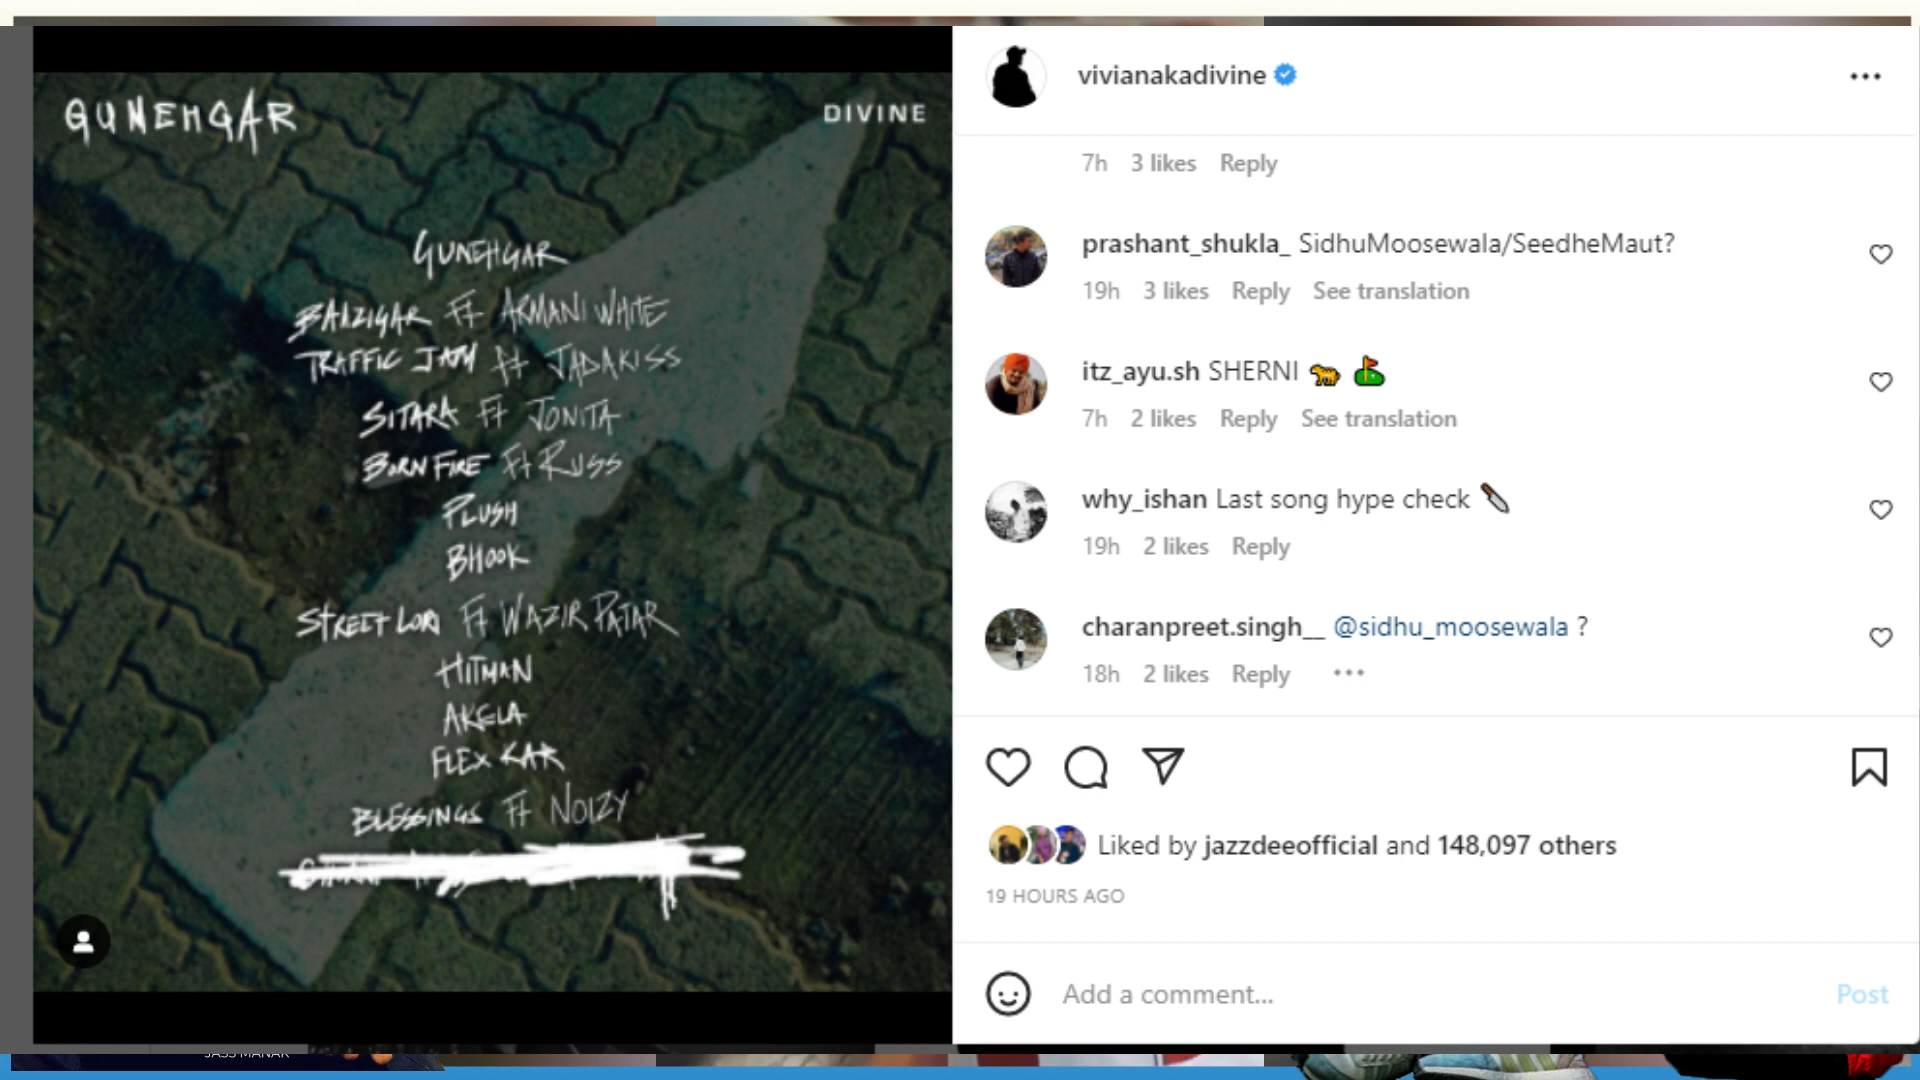 GUNEHGAR
DIVINE
GUNEHGAR
BAAZIGAR Ft ARMANI WHITE
TRAFFIC JAM ft JADAKISS
SITARA Ft JONITA
BORN FIRE Ft RUSS
PLUSH
BHOOK
STREET LORD Ft WAZIR PATAR
HITMAN
AKELA
FLEX KAR
BLESSINGS Ft NOIZY
vivianakadivine
7h 3 likes Reply
prashant_shukla_ SidhuMoosewala/SeedheMaut?
19h 3 likes Reply See translation
itz_ayu.sh SHERNI 🐅 ⛳
7h 2 likes Reply See translation
why_ishan Last song hype check 🔪
19h 2 likes Reply
charanpreet.singh__ @sidhu_moosewala ?
18h 2 likes Reply
Liked by jazzdeeofficial and 148,097 others
19 HOURS AGO
Add a comment...
Post
JASS MANAK